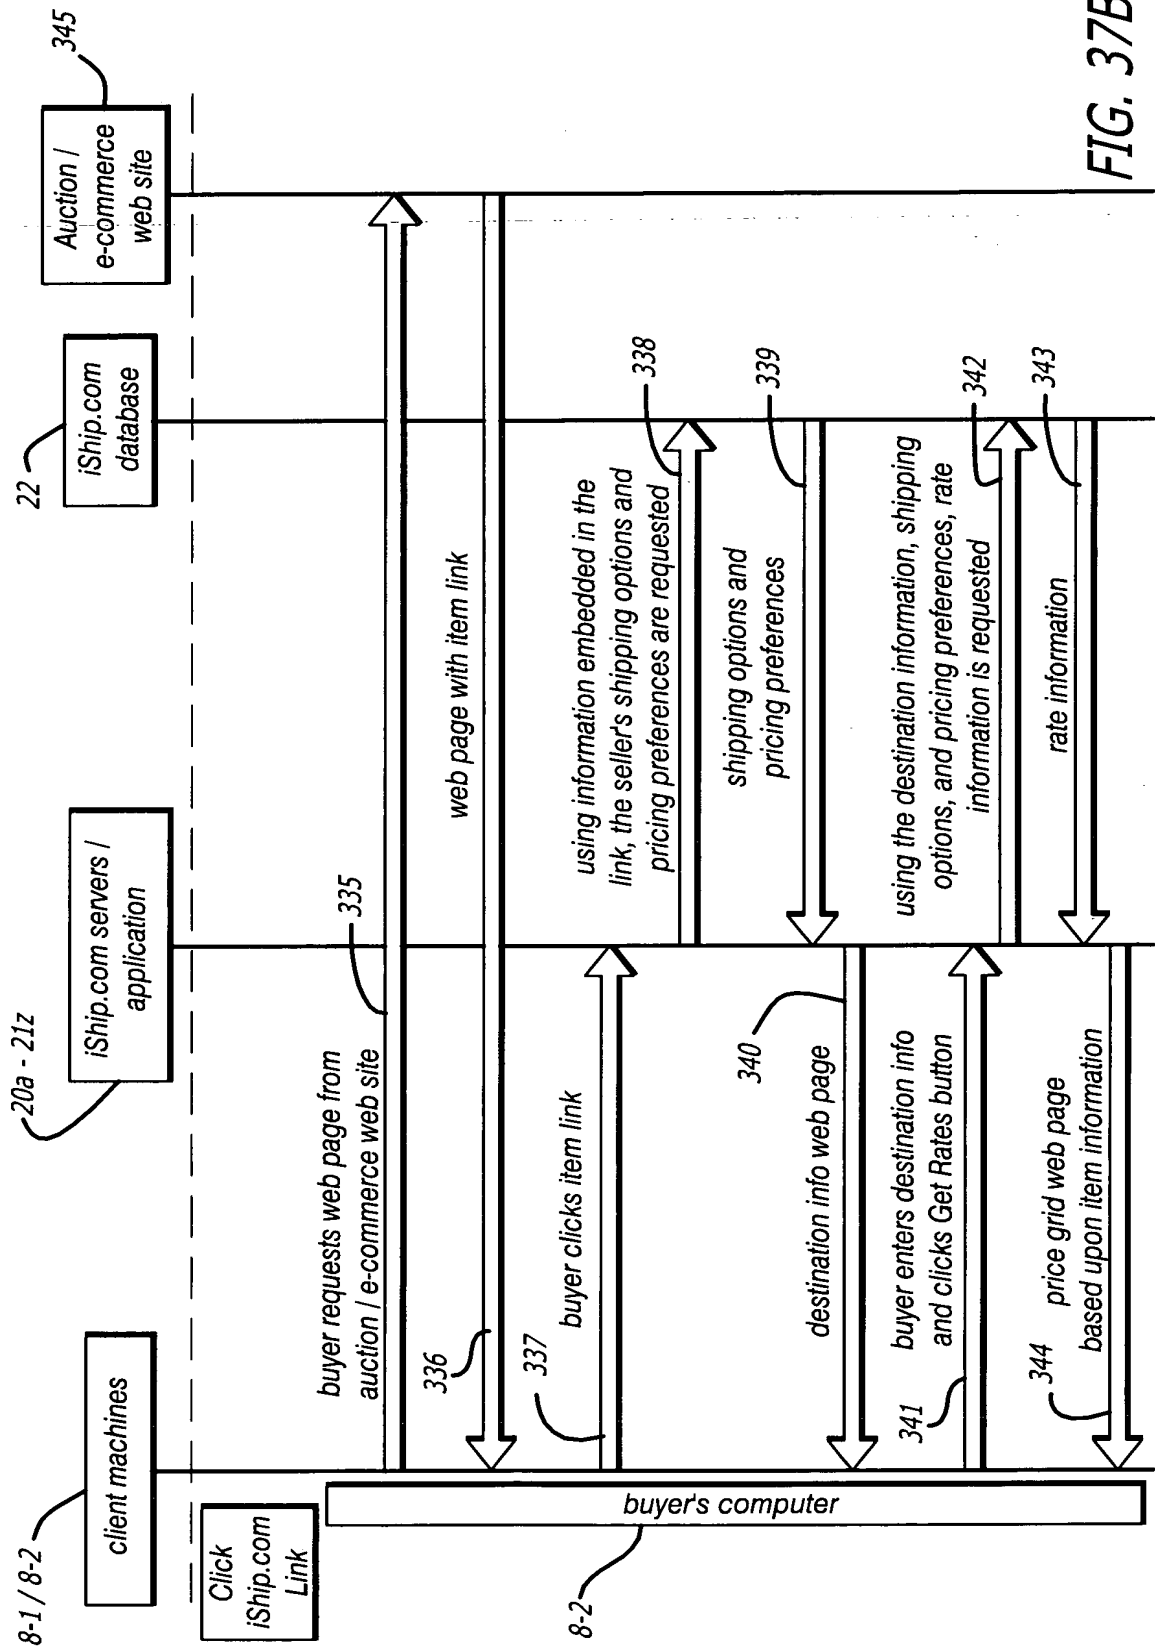 8-1 / 8-2
client machines
20a - 21z
iShip.com servers /
application
22
iShip.com
database
345
Auction /
e-commerce
web site
Click
iShip.com
Link
8-2
buyer's computer
buyer requests web page from
auction / e-commerce web site
335
336
web page with item link
337
buyer clicks item link
using information embedded in the
link, the seller's shipping options and
pricing preferences are requested
338
shipping options and
pricing preferences
339
340
destination info web page
341
buyer enters destination info
and clicks Get Rates button
using the destination information, shipping
options, and pricing preferences, rate
information is requested
342
rate information
343
344
price grid web page
based upon item information
FIG. 37B